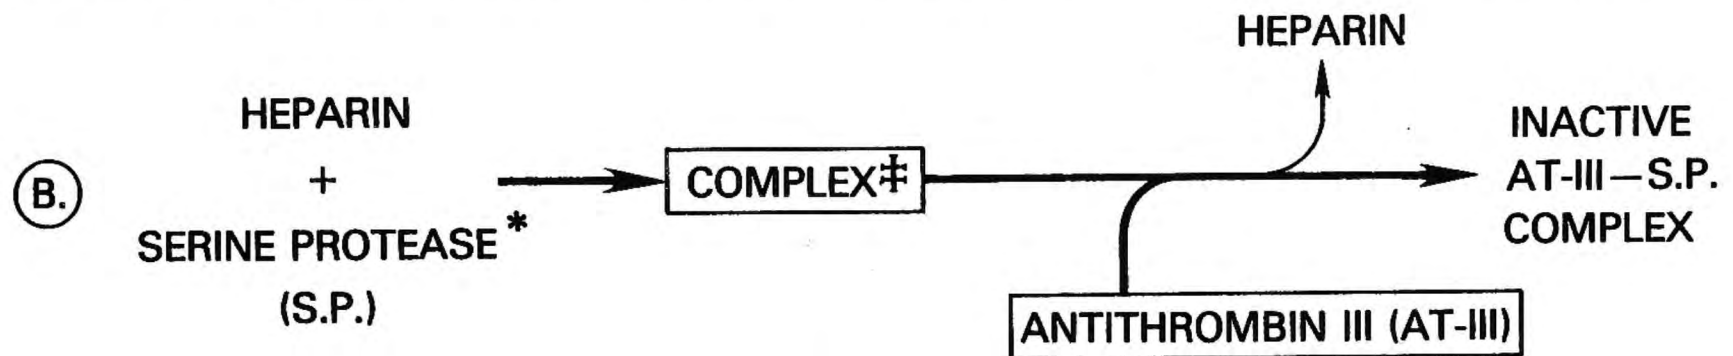 B.
HEPARIN
+
SERINE PROTEASE*
(S.P.)
COMPLEX‡
HEPARIN
ANTITHROMBIN III (AT-III)
INACTIVE
AT-III—S.P.
COMPLEX